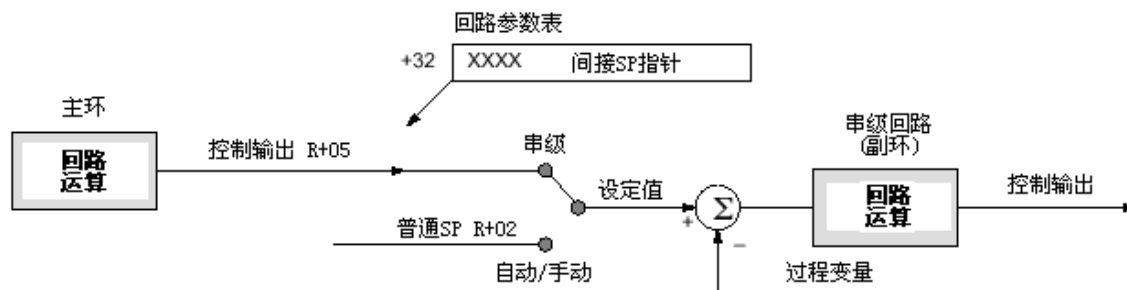 回路参数表
+32 XXXX 间接SP指针
主环
回路
运算
控制输出 R+05
串级
普通SP R+02
自动/手动
设定值
+
Σ
−
串级回路
(副环)
回路
运算
控制输出
过程变量